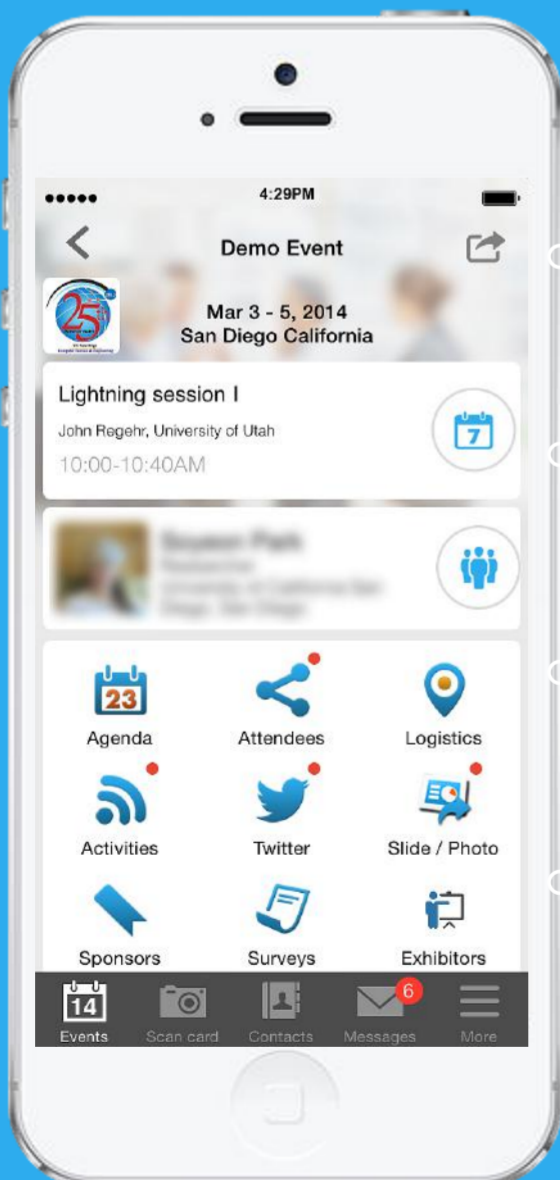 4:29PM
Demo Event
Mar 3 - 5, 2014
San Diego California
25
Lightning session I
John Regehr, University of Utah
10:00-10:40AM
7
23
Agenda
Attendees
Logistics
Activities
Twitter
Slide / Photo
Sponsors
Surveys
Exhibitors
14
6
Events
Scan card
Contacts
Messages
More